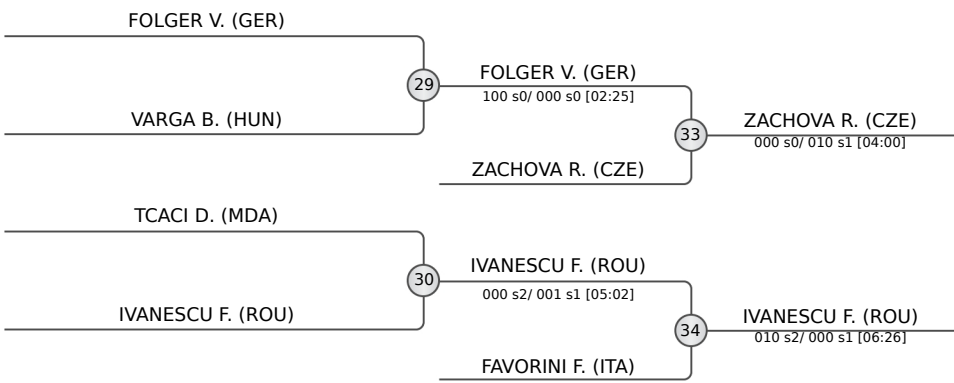 FOLGER V. (GER)
29
FOLGER V. (GER)
100 s0/ 000 s0 [02:25]
VARGA B. (HUN)
33
ZACHOVA R. (CZE)
000 s0/ 010 s1 [04:00]
ZACHOVA R. (CZE)
TCACI D. (MDA)
30
IVANESCU F. (ROU)
000 s2/ 001 s1 [05:02]
IVANESCU F. (ROU)
34
IVANESCU F. (ROU)
010 s2/ 000 s1 [06:26]
FAVORINI F. (ITA)